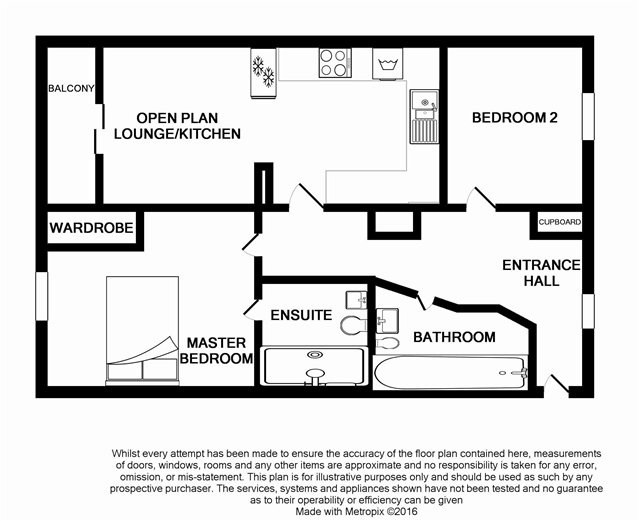 BALCONY
OPEN PLAN
LOUNGE/KITCHEN
BEDROOM 2
WARDROBE
CUPBOARD
ENTRANCE
HALL
ENSUITE
MASTER
BEDROOM
BATHROOM
Whilst every attempt has been made to ensure the accuracy of the floor plan contained here, measurements
of doors, windows, rooms and any other items are approximate and no responsibility is taken for any error,
omission, or mis-statement. This plan is for illustrative purposes only and should be used as such by any
prospective purchaser. The services, systems and appliances shown have not been tested and no guarantee
as to their operability or efficiency can be given
Made with Metropix ©2016